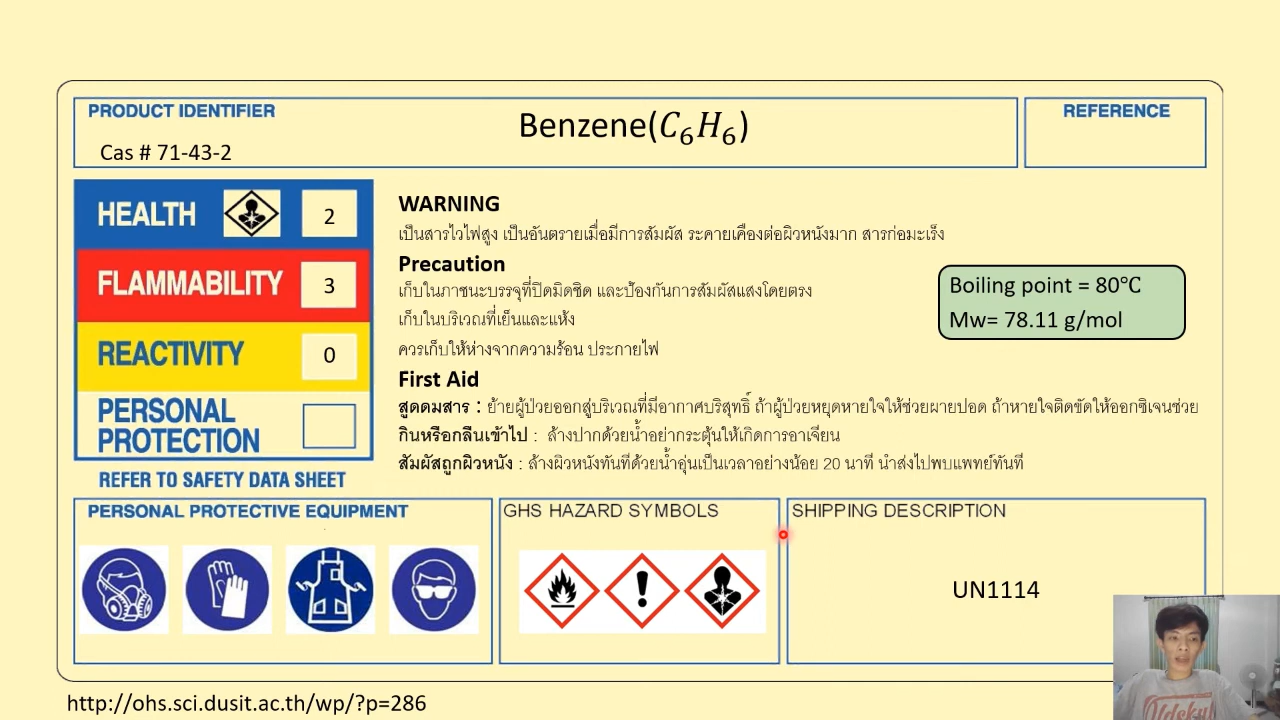 PRODUCT IDENTIFIER
Benzene(C₆H₆)
REFERENCE
Cas # 71-43-2
HEALTH 2
FLAMMABILITY 3
REACTIVITY 0
PERSONAL
PROTECTION
REFER TO SAFETY DATA SHEET
WARNING
เป็นสารไวไฟสูง เป็นอันตรายเมื่อมีการสัมผัส ระคายเคืองต่อผิวหนังมาก สารก่อมะเร็ง
Precaution
เก็บในภาชนะบรรจุที่ปิดมิดชิด และป้องกันการสัมผัสแสงโดยตรง
เก็บในบริเวณที่เย็นและแห้ง
ควรเก็บให้ห่างจากความร้อน ประกายไฟ
First Aid
สูดดมสาร : ย้ายผู้ป่วยออกสู่บริเวณที่มีอากาศบริสุทธิ์ ถ้าผู้ป่วยหยุดหายใจให้ช่วยผายปอด ถ้าหายใจติดขัดให้ออกซิเจนช่วย
กินหรือกลืนเข้าไป : ล้างปากด้วยน้ำอย่ากระตุ้นให้เกิดการอาเจียน
สัมผัสถูกผิวหนัง : ล้างผิวหนังทันทีด้วยน้ำอุ่นเป็นเวลาอย่างน้อย 20 นาที นำส่งไปพบแพทย์ทันที
Boiling point = 80℃
Mw= 78.11 g/mol
PERSONAL PROTECTIVE EQUIPMENT
GHS HAZARD SYMBOLS
SHIPPING DESCRIPTION
UN1114
http://ohs.sci.dusit.ac.th/wp/?p=286